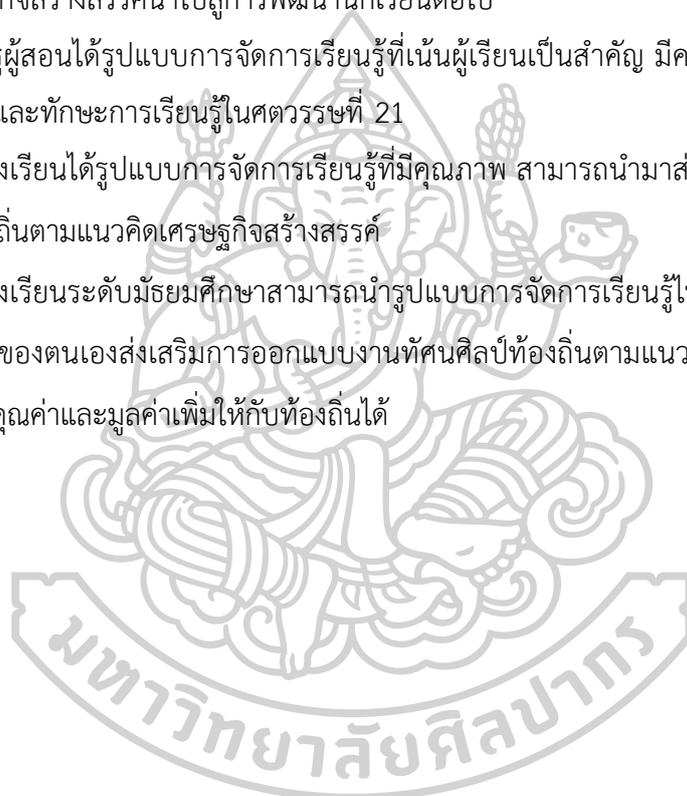 ผู้สอนได้รูปแบบการจัดการเรียนรู้ที่เน้นผู้เรียนเป็นสำคัญ
และทักษะการเรียนรู้ในศตวรรษที่ 21
งเรียนได้รูปแบบการจัดการเรียนรู้ที่มีคุณภาพ สามารถนำมาส่
ถิ่นตามแนวคิดเศรษฐกิจสร้างสรรค์
งเรียนระดับมัธยมศึกษาสามารถนำรูปแบบการจัดการเรียนรู้
ของตนเองส่งเสริมการออกแบบงานทัศนศิลป์ท้องถิ่นตามแนว
คุณค่าและมูลค่าเพิ่มให้กับท้องถิ่นได้
มหาวิทยาลัยศิลปากร